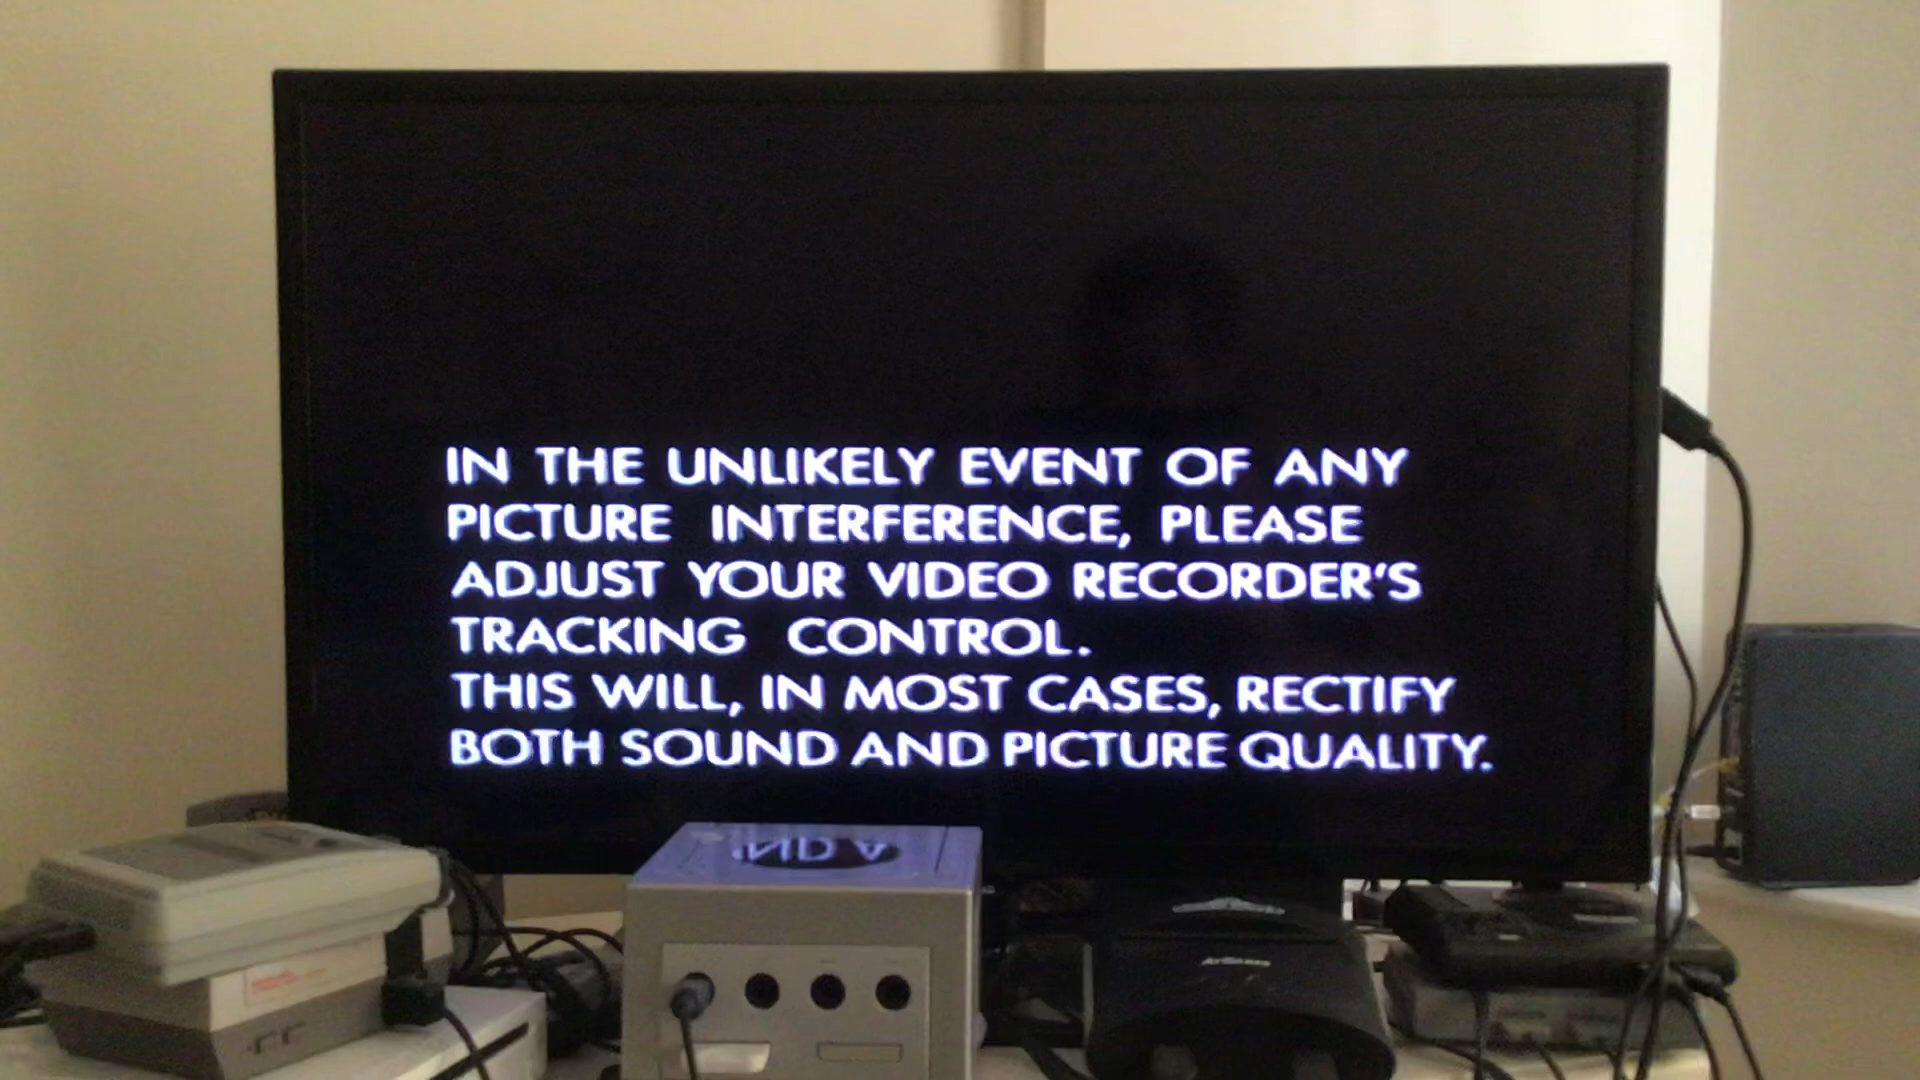 IN THE UNLIKELY EVENT OF ANY
PICTURE INTERFERENCE, PLEASE
ADJUST YOUR VIDEO RECORDER'S
TRACKING CONTROL.
THIS WILL, IN MOST CASES, RECTIFY
BOTH SOUND AND PICTURE QUALITY.